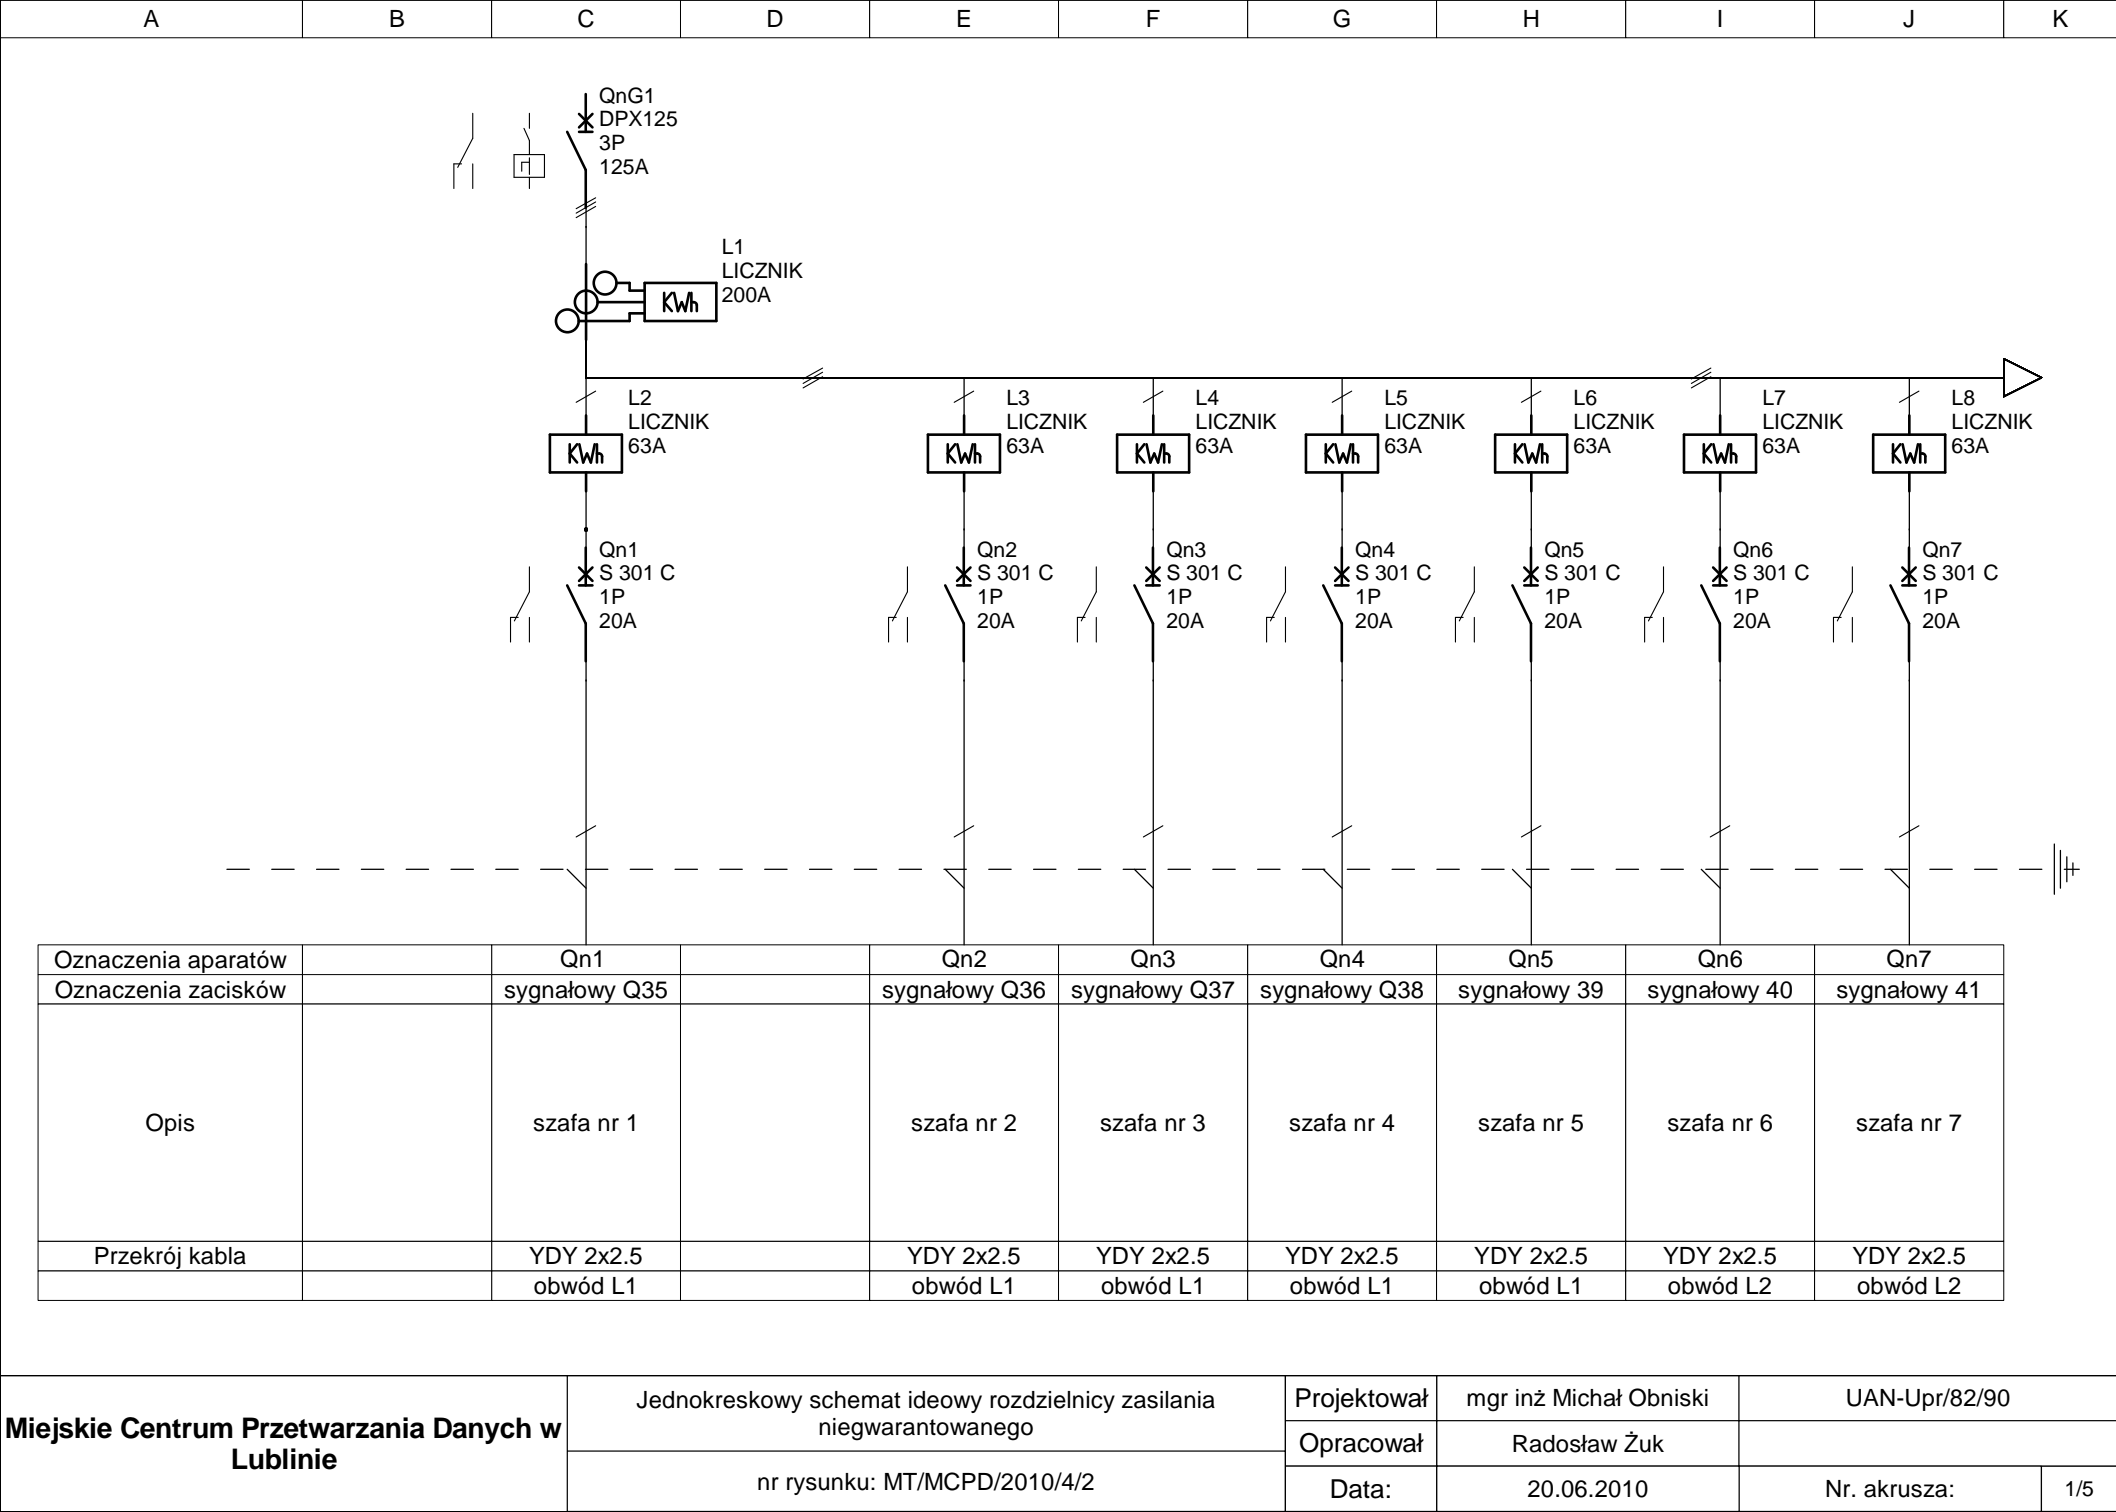 A B C D E F G H I J K
QnG1
DPX125
3P
125A
L1
LICZNIK
200A
KWh
L2 L3 L4 L5 L6 L7 L8
LICZNIK LICZNIK LICZNIK LICZNIK LICZNIK LICZNIK LICZNIK
63A 63A 63A 63A 63A 63A 63A
KWh KWh KWh KWh KWh KWh KWh
Qn1 Qn2 Qn3 Qn4 Qn5 Qn6 Qn7
S 301 C S 301 C S 301 C S 301 C S 301 C S 301 C S 301 C
1P 1P 1P 1P 1P 1P 1P
20A 20A 20A 20A 20A 20A 20A
Oznaczenia aparatów Qn1 Qn2 Qn3 Qn4 Qn5 Qn6 Qn7
Oznaczenia zacisków sygnałowy Q35 sygnałowy Q36 sygnałowy Q37 sygnałowy Q38 sygnałowy 39 sygnałowy 40 sygnałowy 41
Opis szafa nr 1 szafa nr 2 szafa nr 3 szafa nr 4 szafa nr 5 szafa nr 6 szafa nr 7
Przekrój kabla YDY 2x2.5 YDY 2x2.5 YDY 2x2.5 YDY 2x2.5 YDY 2x2.5 YDY 2x2.5 YDY 2x2.5
obwód L1 obwód L1 obwód L1 obwód L1 obwód L1 obwód L2 obwód L2
Miejskie Centrum Przetwarzania Danych w
Lublinie
Jednokreskowy schemat ideowy rozdzielnicy zasilania
niegwarantowanego
nr rysunku: MT/MCPD/2010/4/2
Projektował mgr inż Michał Obniski UAN-Upr/82/90
Opracował Radosław Żuk
Data: 20.06.2010 Nr. akrusza: 1/5